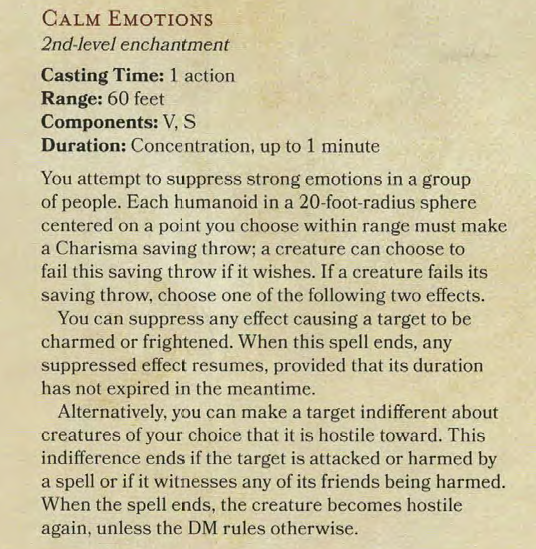 CALM EMOTIONS
2nd-level enchantment
Casting Time: 1 action
Range: 60 feet
Components: V, S
Duration: Concentration, up to 1 minute
You attempt to suppress strong emotions in a group
of people. Each humanoid in a 20-foot-radius sphere
centered on a point you choose within range must make
a Charisma saving throw; a creature can choose to
fail this saving throw if it wishes. If a creature fails its
saving throw, choose one of the following two effects.
You can suppress any effect causing a target to be
charmed or frightened. When this spell ends, any
suppressed effect resumes, provided that its duration
has not expired in the meantime.
Alternatively, you can make a target indifferent about
creatures of your choice that it is hostile toward. This
indifference ends if the target is attacked or harmed by
a spell or if it witnesses any of its friends being harmed.
When the spell ends, the creature becomes hostile
again, unless the DM rules otherwise.